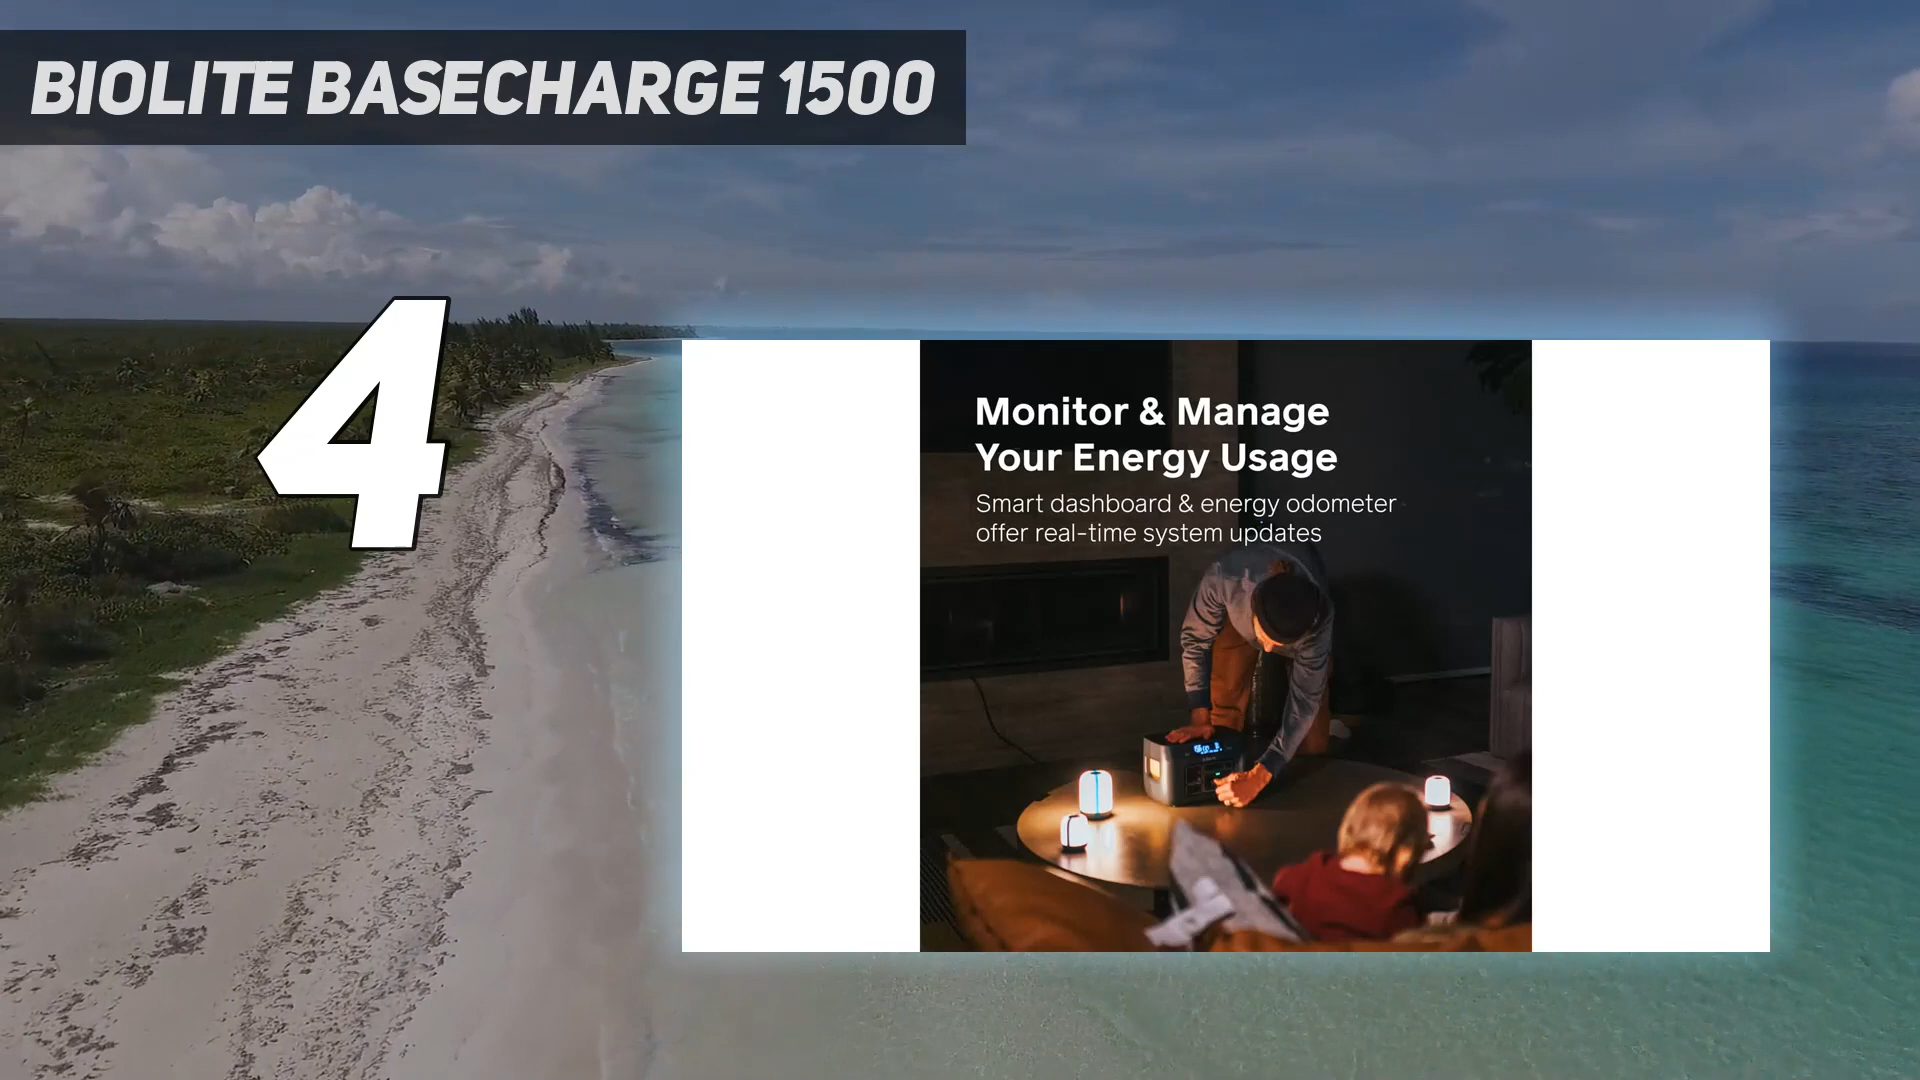 BIOLITE BASECHARGE 1500
4
Monitor & Manage
Your Energy Usage
Smart dashboard & energy odometer
offer real-time system updates